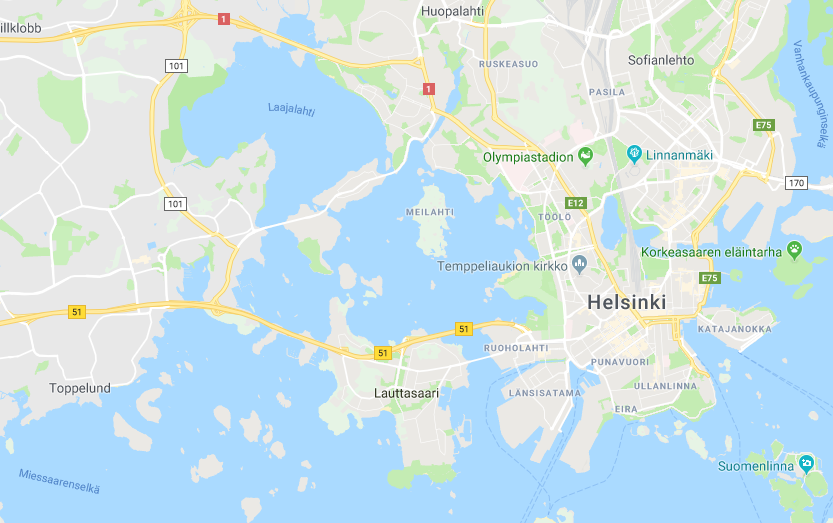 Huopalahti
1
illklobb
Sofianlehto
RUSKEASUO
101
1
PASILA
Vanhankaupunginselkä
Laajalahti
E75
Olympiastadion
Linnanmäki
170
101
E12
MEILAHTI
TÖÖLÖ
Korkeasaaren eläintarha
Temppeliaukion kirkko
E75
Helsinki
51
51
KATAJANOKKA
RUOHOLAHTI
51
PUNAVUORI
Toppelund
Lauttasaari
LÄNSISATAMA
ULLANLINNA
EIRA
Suomenlinna
Miessaarenselkä